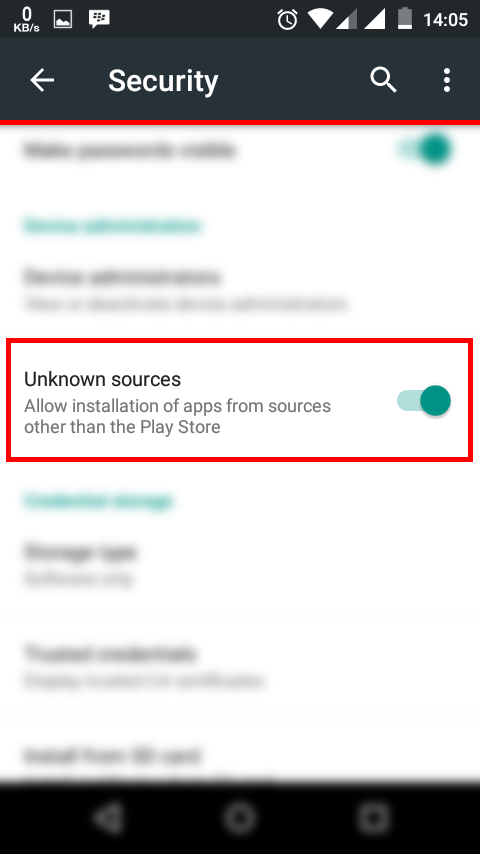 0
KB/s
14:05
Security
Make passwords visible
Device administration
Device administrators
View or deactivate device administrators
Unknown sources
Allow installation of apps from sources
other than the Play Store
Credential storage
Storage type
Software only
Trusted credentials
Display trusted CA certificates
Install from SD card